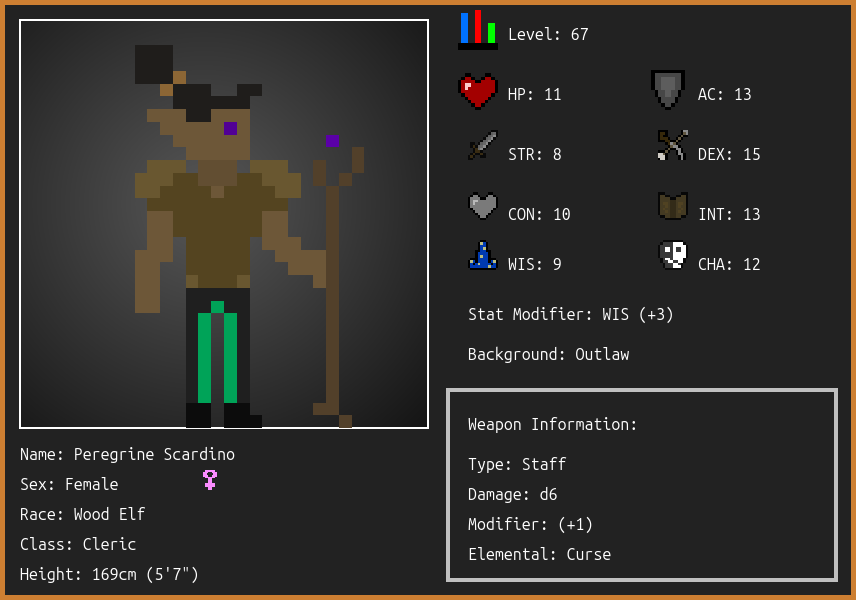 Level: 67
HP: 11
AC: 13
STR: 8
DEX: 15
CON: 10
INT: 13
WIS: 9
CHA: 12
Stat Modifier: WIS (+3)
Background: Outlaw
Weapon Information:
Type: Staff
Damage: d6
Modifier: (+1)
Elemental: Curse
Name: Peregrine Scardino
Sex: Female
Race: Wood Elf
Class: Cleric
Height: 169cm (5'7")